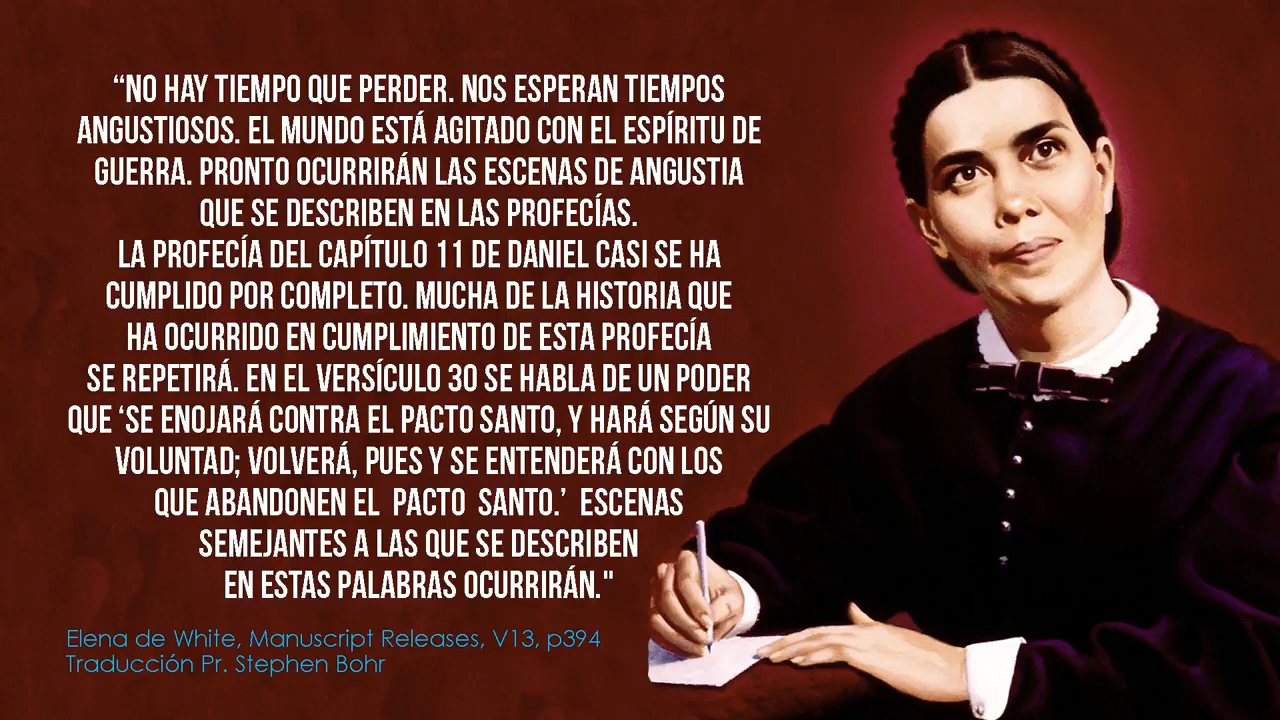 “NO HAY TIEMPO QUE PERDER. NOS ESPERAN TIEMPOS
ANGUSTIOSOS. EL MUNDO ESTÁ AGITADO CON EL ESPÍRITU DE
GUERRA. PRONTO OCURRIRÁN LAS ESCENAS DE ANGUSTIA
QUE SE DESCRIBEN EN LAS PROFECÍAS.
LA PROFECÍA DEL CAPÍTULO 11 DE DANIEL CASI SE HA
CUMPLIDO POR COMPLETO. MUCHA DE LA HISTORIA QUE
HA OCURRIDO EN CUMPLIMIENTO DE ESTA PROFECÍA
SE REPETIRÁ. EN EL VERSÍCULO 30 SE HABLA DE UN PODER
QUE ‘SE ENOJARÁ CONTRA EL PACTO SANTO, Y HARÁ SEGÚN SU
VOLUNTAD; VOLVERÁ, PUES Y SE ENTENDERÁ CON LOS
QUE ABANDONEN EL PACTO SANTO.’ ESCENAS
SEMEJANTES A LAS QUE SE DESCRIBEN
EN ESTAS PALABRAS OCURRIRÁN."
Elena de White, Manuscript Releases, V13, p394
Traducción Pr. Stephen Bohr